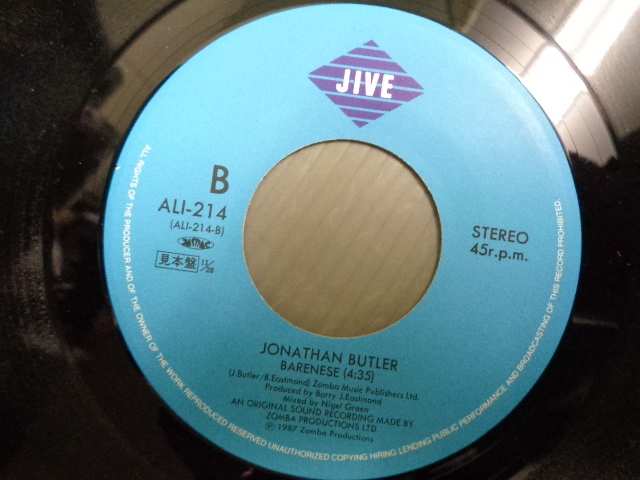 JIVE
B
ALI-214
(ALI-214-B)
JASRAC
見本盤 11/28
STEREO
45r.p.m.
JONATHAN BUTLER
BARENESE (4:35)
(J.Butler/B.Eastmond) Zomba Music Publishers Ltd.
Produced by Barry J.Eastmond
Mixed by Nigel Green
AN ORIGINAL SOUND RECORDING MADE BY
ZOMBA PRODUCTIONS LTD.
℗ 1987 Zomba Productions
ALL RIGHTS OF THE PRODUCER AND OF THE OWNER OF THE WORK REPRODUCED RESERVED UNAUTHORIZED COPYING HIRING LENDING PUBLIC PERFORMANCE AND BROADCASTING OF THIS RECORD PROHIBITED.